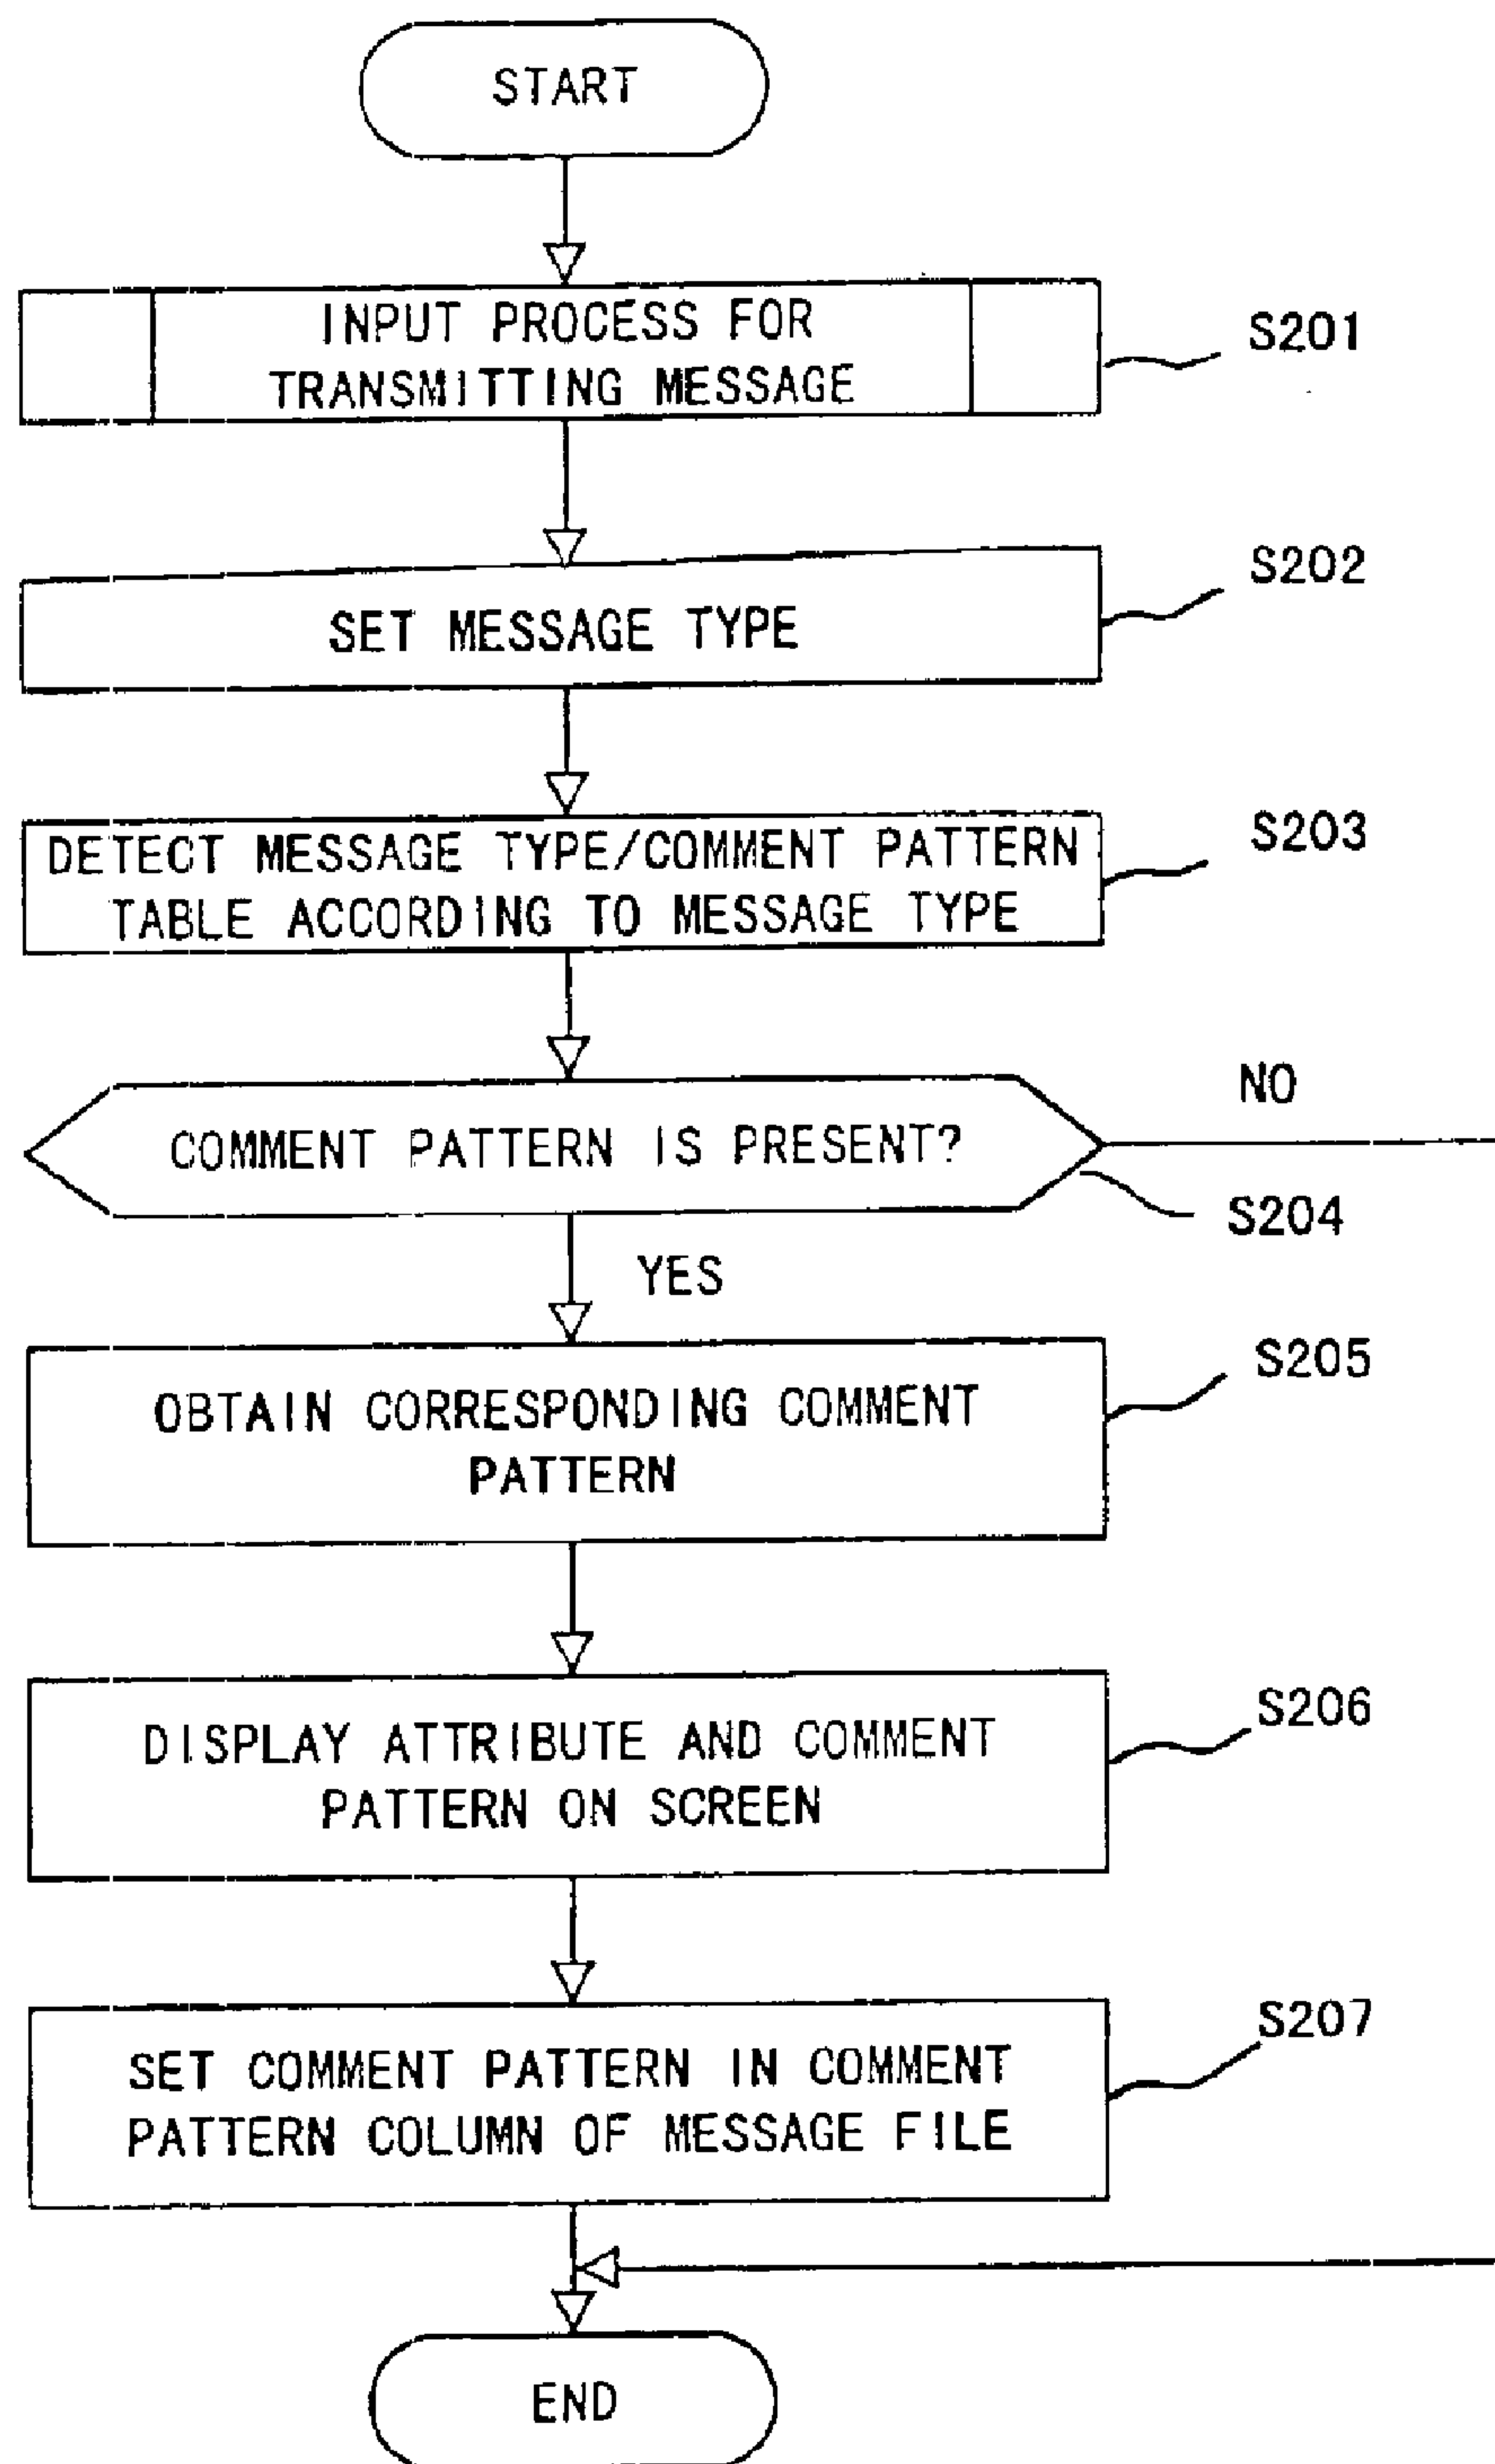 START
INPUT PROCESS FOR
TRANSMITTING MESSAGE
S201
SET MESSAGE TYPE
S202
DETECT MESSAGE TYPE/COMMENT PATTERN
TABLE ACCORDING TO MESSAGE TYPE
S203
COMMENT PATTERN IS PRESENT?
NO
S204
YES
OBTAIN CORRESPONDING COMMENT
PATTERN
S205
DISPLAY ATTRIBUTE AND COMMENT
PATTERN ON SCREEN
S206
SET COMMENT PATTERN IN COMMENT
PATTERN COLUMN OF MESSAGE FILE
S207
END